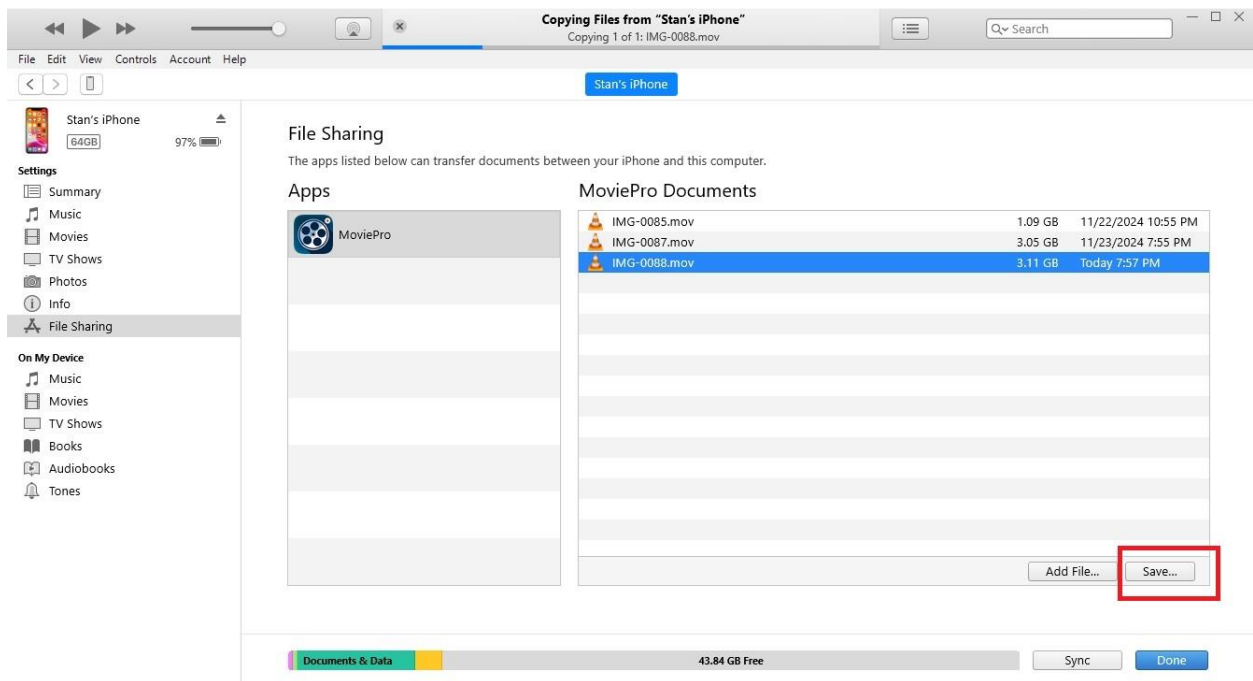 Copying Files from “Stan’s iPhone”
Copying 1 of 1: IMG-0088.mov
Search
File Edit View Controls Account Help
Stan’s iPhone
Stan’s iPhone
64GB 97%
Settings
Summary
Music
Movies
TV Shows
Photos
Info
File Sharing
On My Device
Music
Movies
TV Shows
Books
Audiobooks
Tones
File Sharing
The apps listed below can transfer documents between your iPhone and this computer.
Apps
MoviePro
MoviePro Documents
IMG-0085.mov 1.09 GB 11/22/2024 10:55 PM
IMG-0087.mov 3.05 GB 11/23/2024 7:55 PM
IMG-0088.mov 3.11 GB Today 7:57 PM
Add File... Save...
Documents & Data 43.84 GB Free Sync Done